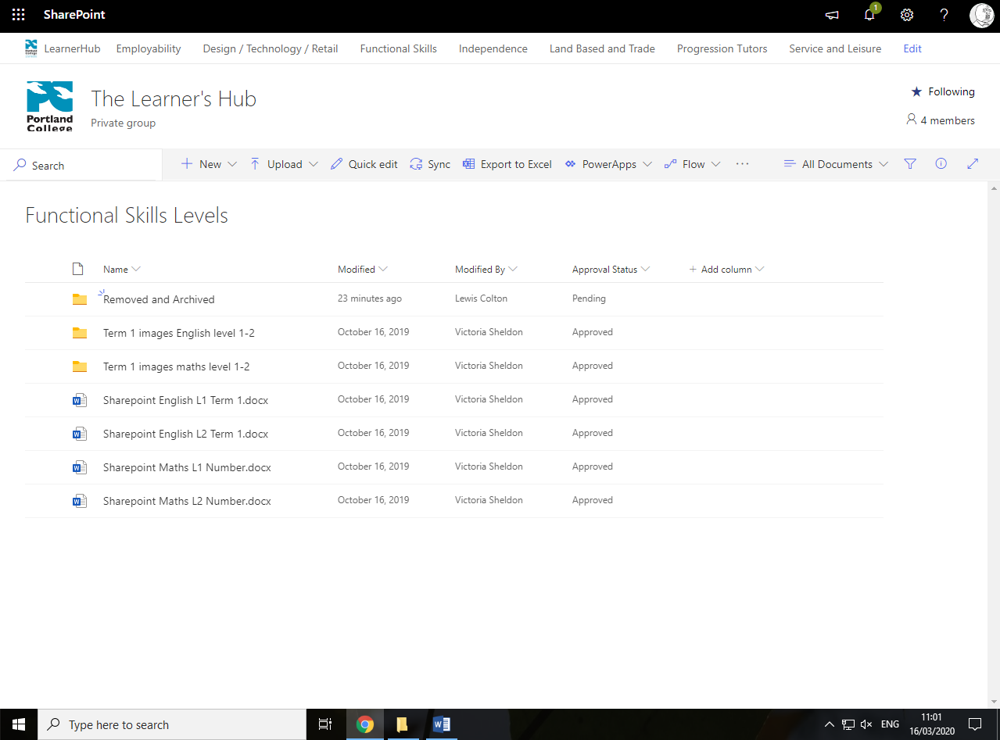 SharePoint
1
?
Portland College
LearnerHub Employability Design / Technology / Retail Functional Skills Independence Land Based and Trade Progression Tutors Service and Leisure Edit
Portland
College
The Learner's Hub
Private group
Following
4 members
Search
New Upload Quick edit Sync Export to Excel PowerApps Flow ... All Documents
Functional Skills Levels
Name Modified Modified By Approval Status + Add column
Removed and Archived 23 minutes ago Lewis Colton Pending
Term 1 images English level 1-2 October 16, 2019 Victoria Sheldon Approved
Term 1 images maths level 1-2 October 16, 2019 Victoria Sheldon Approved
Sharepoint English L1 Term 1.docx October 16, 2019 Victoria Sheldon Approved
Sharepoint English L2 Term 1.docx October 16, 2019 Victoria Sheldon Approved
Sharepoint Maths L1 Number.docx October 16, 2019 Victoria Sheldon Approved
Sharepoint Maths L2 Number.docx October 16, 2019 Victoria Sheldon Approved
Type here to search
ENG
11:01
16/03/2020